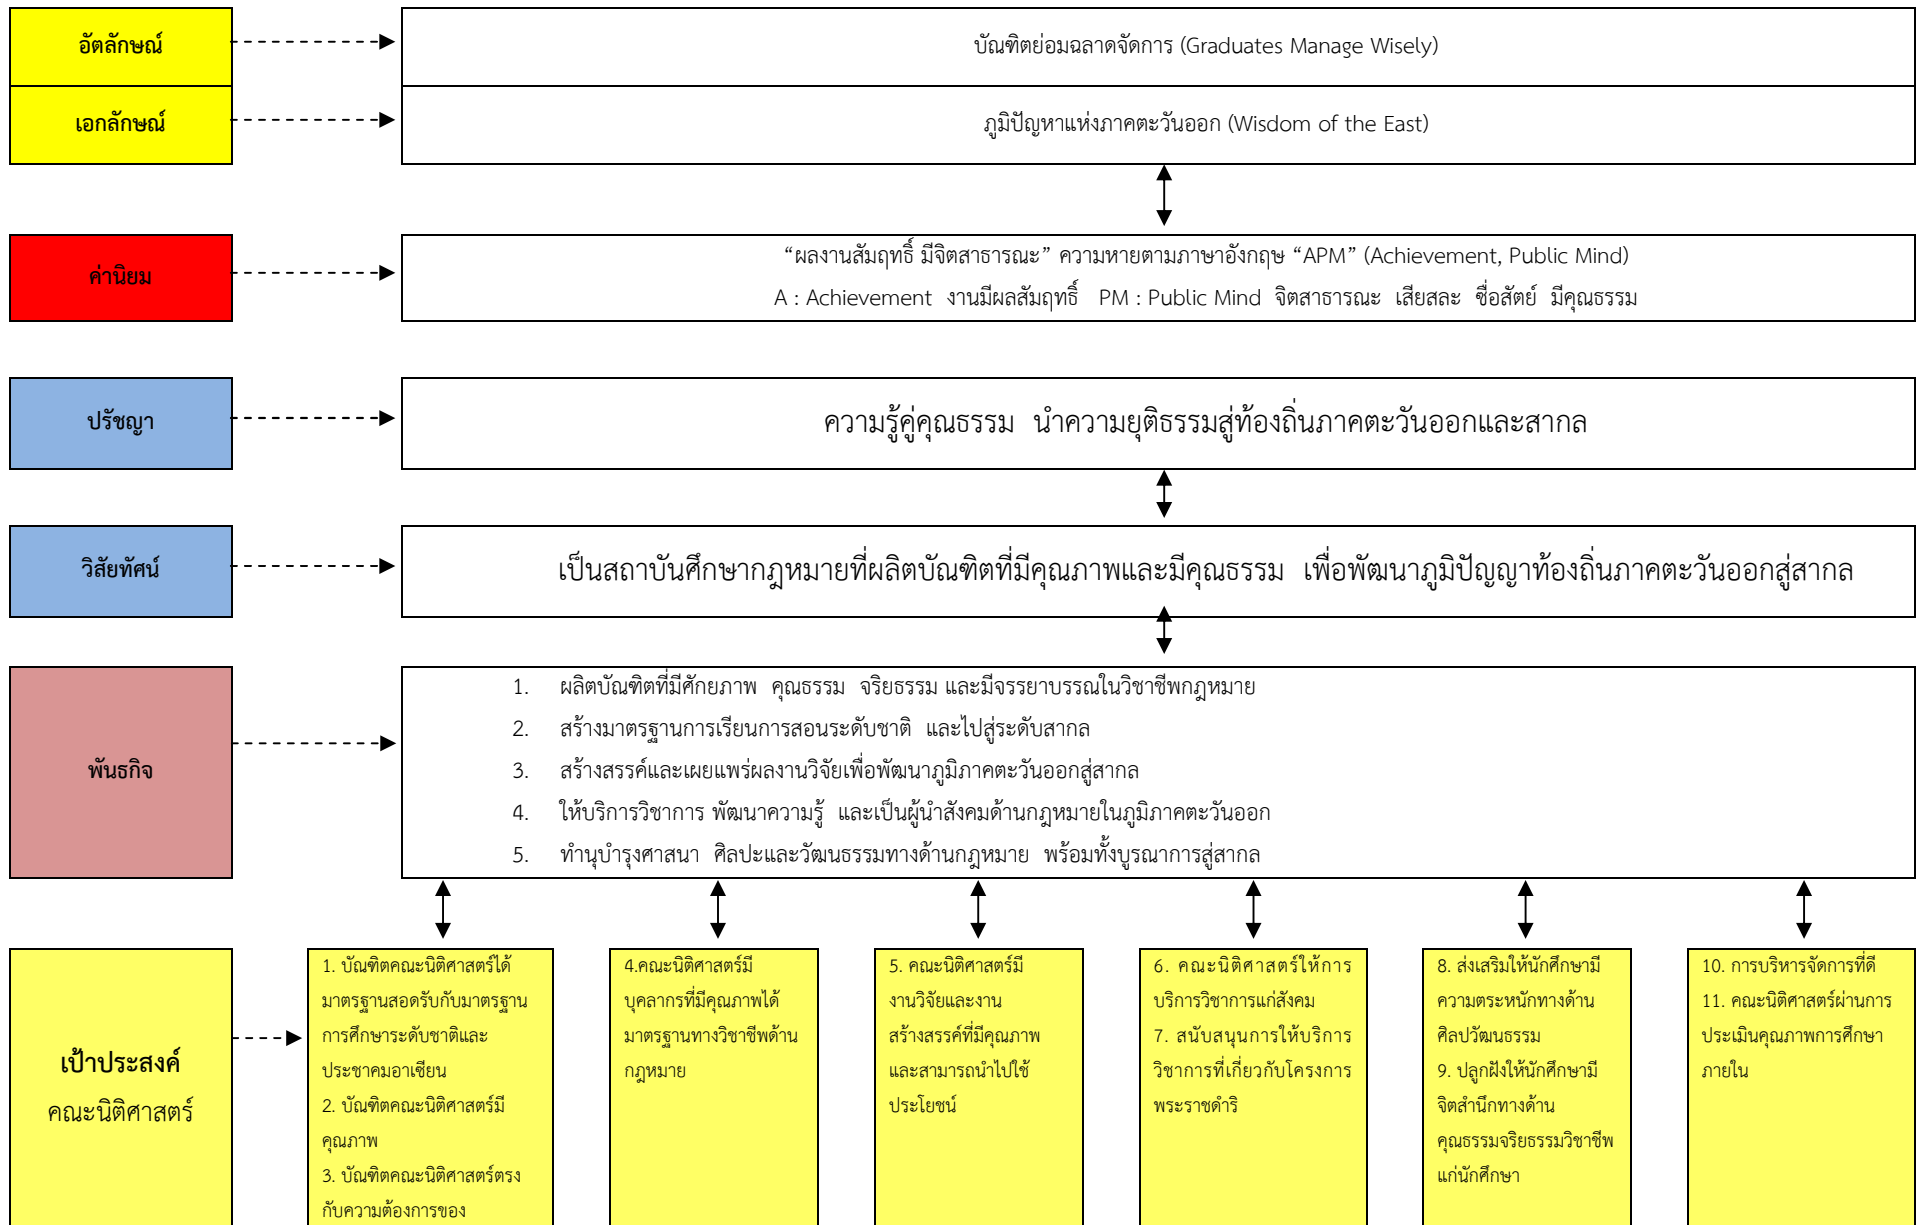 อัตลักษณ์
บัณฑิตย่อมฉลาดจัดการ (Graduates Manage Wisely)
เอกลักษณ์
ภูมิปัญหาแห่งภาคตะวันออก (Wisdom of the East)
ค่านิยม
“ผลงานสัมฤทธิ์ มีจิตสาธารณะ” ความหายตามภาษาอังกฤษ “APM” (Achievement, Public Mind)
A : Achievement งานมีผลสัมฤทธิ์ PM : Public Mind จิตสาธารณะ เสียสละ ซื่อสัตย์ มีคุณธรรม
ปรัชญา
ความรู้คู่คุณธรรม นำความยุติธรรมสู่ท้องถิ่นภาคตะวันออกและสากล
วิสัยทัศน์
เป็นสถาบันศึกษากฎหมายที่ผลิตบัณฑิตที่มีคุณภาพและมีคุณธรรม เพื่อพัฒนาภูมิปัญญาท้องถิ่นภาคตะวันออกสู่สากล
พันธกิจ
1. ผลิตบัณฑิตที่มีศักยภาพ คุณธรรม จริยธรรม และมีจรรยาบรรณในวิชาชีพกฎหมาย
2. สร้างมาตรฐานการเรียนการสอนระดับชาติ และไปสู่ระดับสากล
3. สร้างสรรค์และเผยแพร่ผลงานวิจัยเพื่อพัฒนาภูมิภาคตะวันออกสู่สากล
4. ให้บริการวิชาการ พัฒนาความรู้ และเป็นผู้นำสังคมด้านกฎหมายในภูมิภาคตะวันออก
5. ทำนุบำรุงศาสนา ศิลปะและวัฒนธรรมทางด้านกฎหมาย พร้อมทั้งบูรณาการสู่สากล
เป้าประสงค์
คณะนิติศาสตร์
1. บัณฑิตคณะนิติศาสตร์ได้
มาตรฐานสอดรับกับมาตรฐาน
การศึกษาระดับชาติและ
ประชาคมอาเซียน
2. บัณฑิตคณะนิติศาสตร์มี
คุณภาพ
3. บัณฑิตคณะนิติศาสตร์ตรง
กับความต้องการของ
4.คณะนิติศาสตร์มี
บุคลากรที่มีคุณภาพได้
มาตรฐานทางวิชาชีพด้าน
กฎหมาย
5. คณะนิติศาสตร์มี
งานวิจัยและงาน
สร้างสรรค์ที่มีคุณภาพ
และสามารถนำไปใช้
ประโยชน์
6. คณะนิติศาสตร์ให้การ
บริการวิชาการแก่สังคม
7. สนับสนุนการให้บริการ
วิชาการที่เกี่ยวกับโครงการ
พระราชดำริ
8. ส่งเสริมให้นักศึกษามี
ความตระหนักทางด้าน
ศิลปวัฒนธรรม
9. ปลูกฝังให้นักศึกษามี
จิตสำนึกทางด้าน
คุณธรรมจริยธรรมวิชาชีพ
แก่นักศึกษา
10. การบริหารจัดการที่ดี
11. คณะนิติศาสตร์ผ่านการ
ประเมินคุณภาพการศึกษา
ภายใน